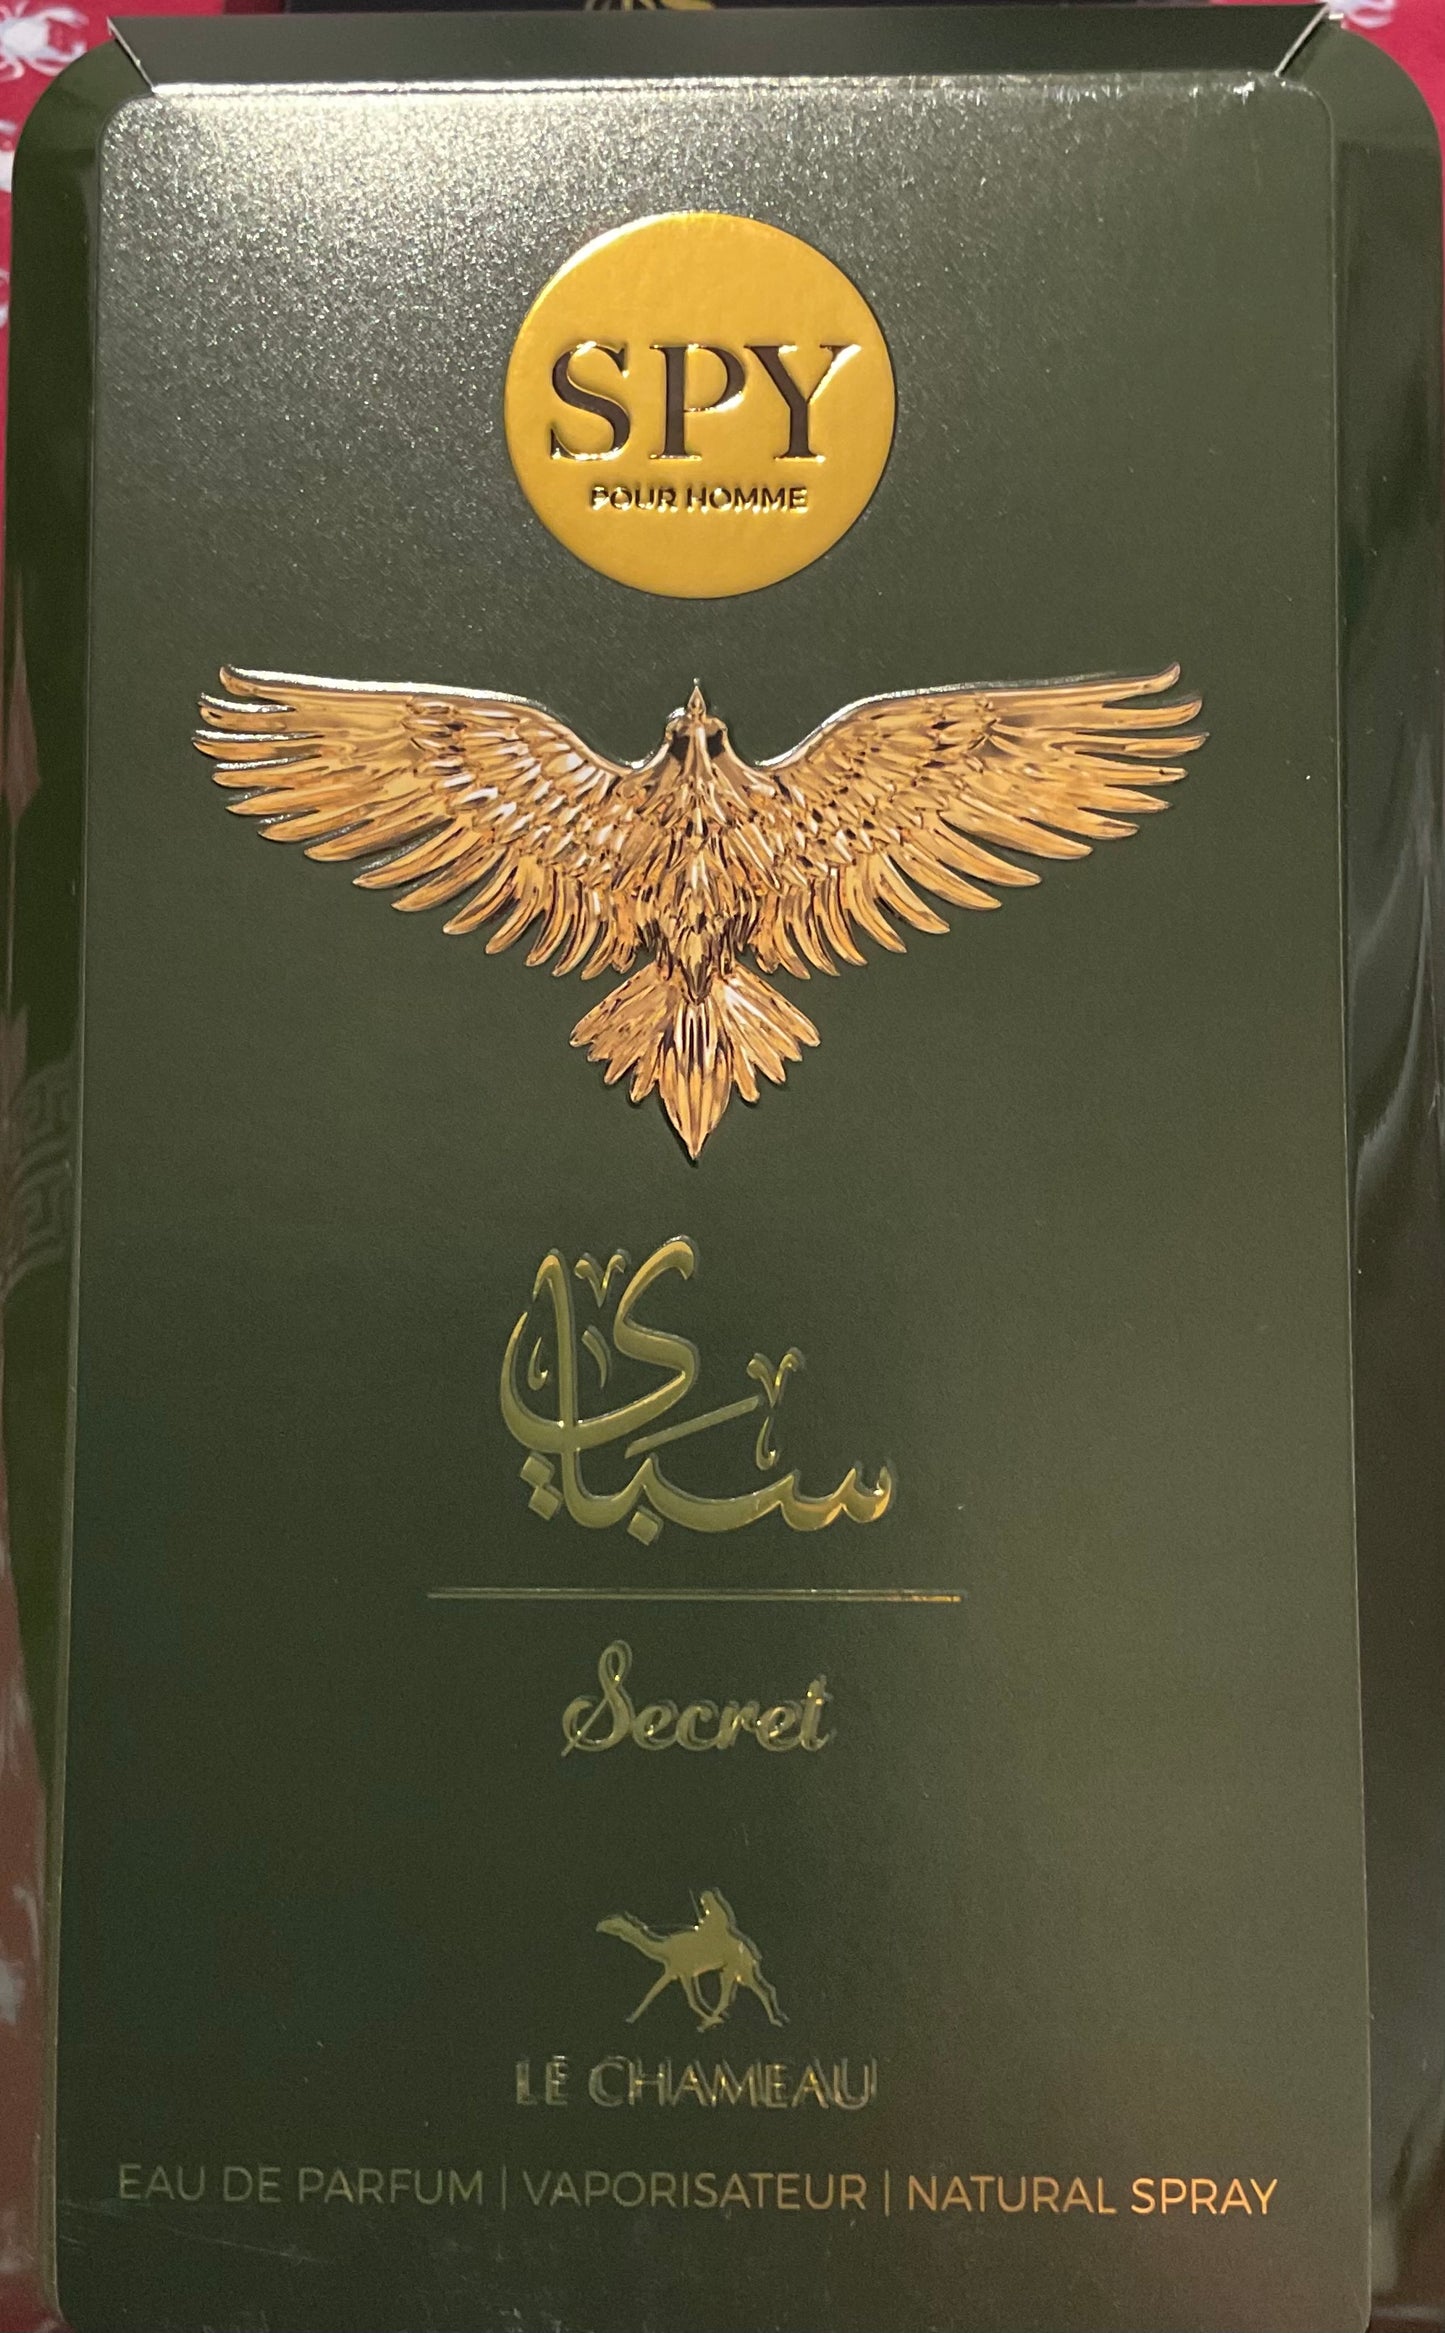 SPY
POUR HOMME
سباي
Secret
LE CHAMEAU
EAU DE PARFUM | VAPORISATEUR | NATURAL SPRAY